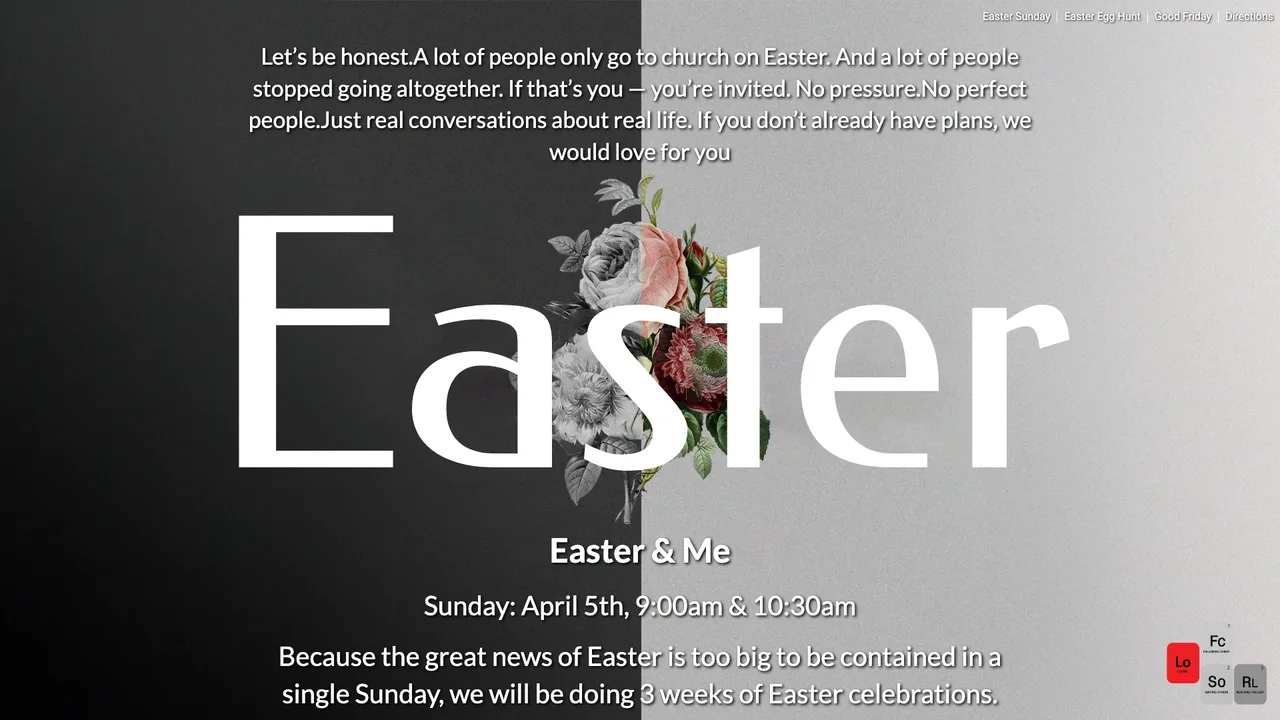 Easter Sunday | Easter Egg Hunt | Good Friday | Directions
Let’s be honest.A lot of people only go to church on Easter. And a lot of people
stopped going altogether. If that’s you — you’re invited. No pressure.No perfect
people.Just real conversations about real life. If you don’t already have plans, we
would love for you
Easter
Easter & Me
Sunday: April 5th, 9:00am & 10:30am
Because the great news of Easter is too big to be contained in a
single Sunday, we will be doing 3 weeks of Easter celebrations.
1
Fc
Lo
2
So
RL